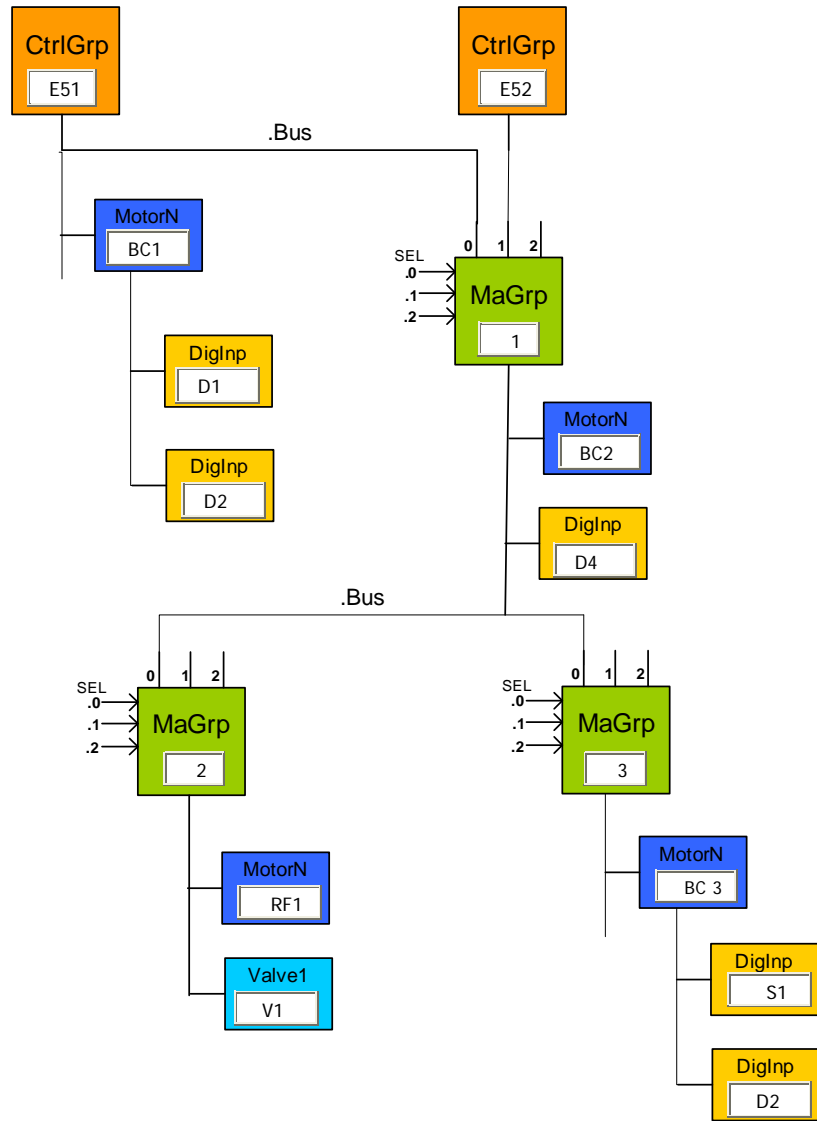 CtrlGrp
E51
CtrlGrp
E52
.Bus
MotorN
BC1
0 1 2
SEL
.0
.1
.2
MaGrp
1
DigInp
D1
DigInp
D2
MotorN
BC2
DigInp
D4
.Bus
0 1 2
SEL
.0
.1
.2
MaGrp
2
0 1 2
SEL
.0
.1
.2
MaGrp
3
MotorN
RF1
Valve1
V1
MotorN
BC 3
DigInp
S1
DigInp
D2